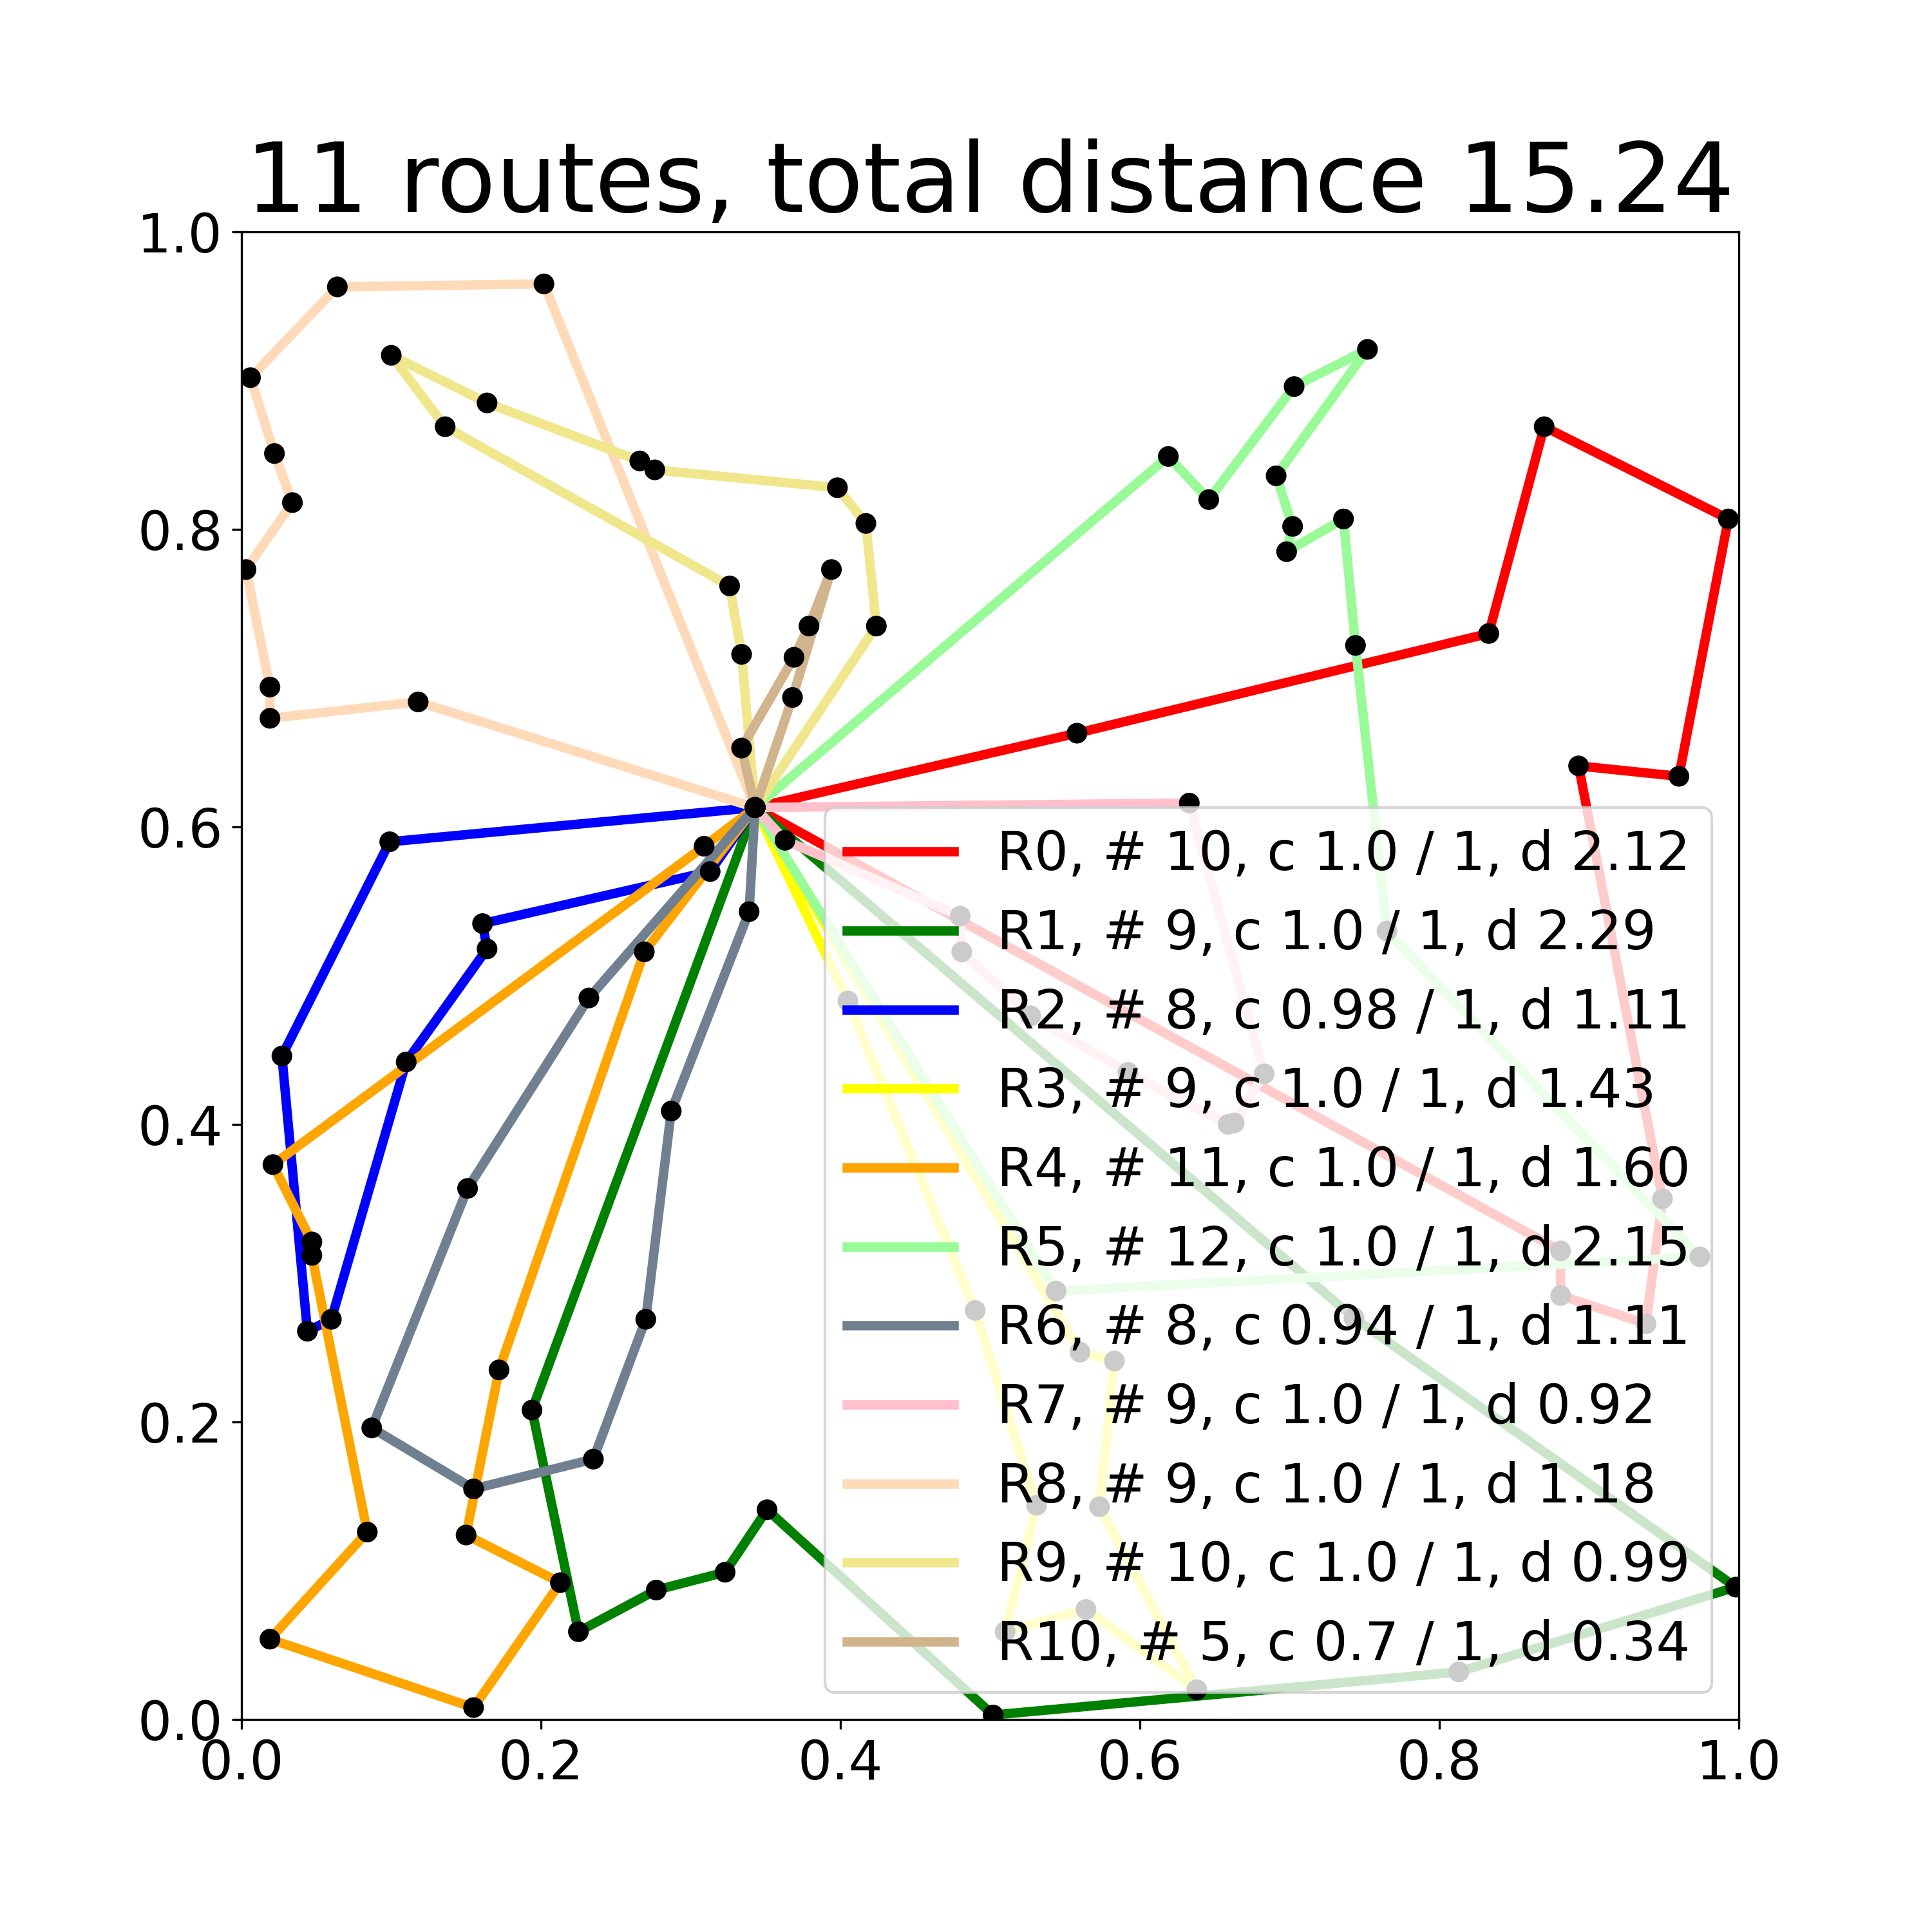 11 routes, total distance 15.24
1.0
0.8
0.6
0.4
0.2
0.0
0.0 0.2 0.4 0.6 0.8 1.0
R0, # 10, c 1.0 / 1, d 2.12
R1, # 9, c 1.0 / 1, d 2.29
R2, # 8, c 0.98 / 1, d 1.11
R3, # 9, c 1.0 / 1, d 1.43
R4, # 11, c 1.0 / 1, d 1.60
R5, # 12, c 1.0 / 1, d 2.15
R6, # 8, c 0.94 / 1, d 1.11
R7, # 9, c 1.0 / 1, d 0.92
R8, # 9, c 1.0 / 1, d 1.18
R9, # 10, c 1.0 / 1, d 0.99
R10, # 5, c 0.7 / 1, d 0.34